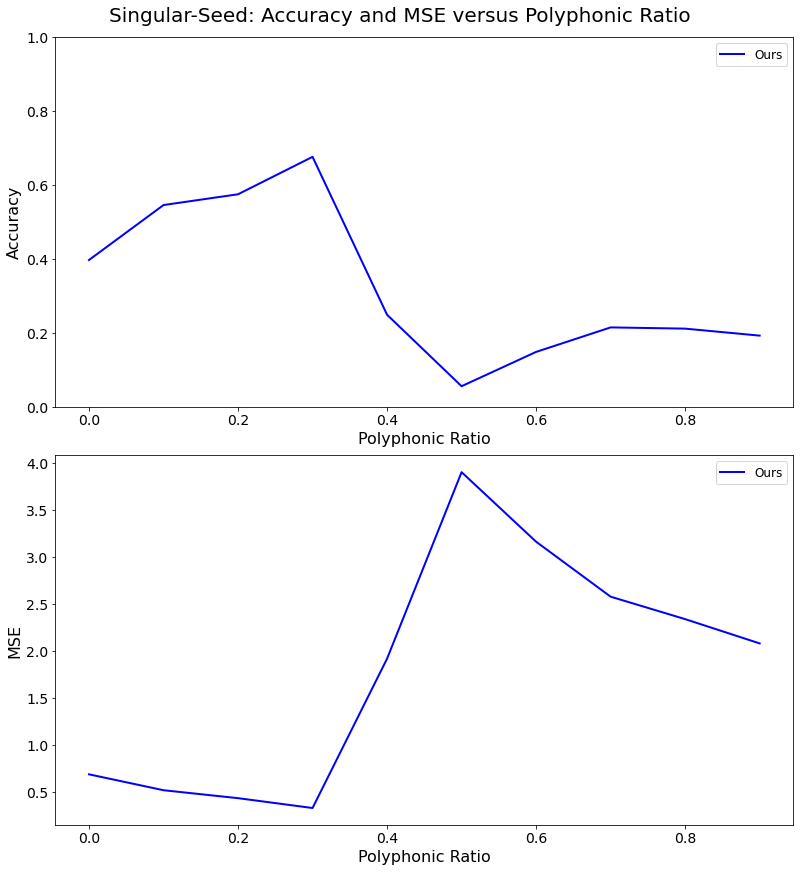 Singular-Seed: Accuracy and MSE versus Polyphonic Ratio
1.0
Ours
0.8
0.6
Accuracy
0.4
0.2
0.0
0.0 0.2 0.4 0.6 0.8
Polyphonic Ratio
4.0
Ours
3.5
3.0
2.5
MSE
2.0
1.5
1.0
0.5
0.0 0.2 0.4 0.6 0.8
Polyphonic Ratio